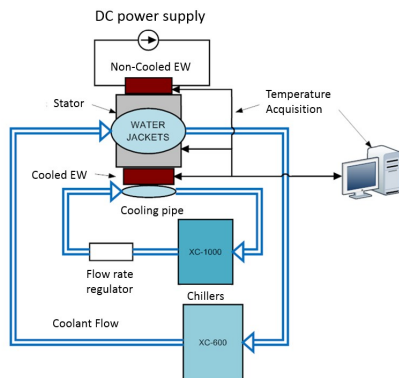 DC power supply
Non-Cooled EW
Stator
Temperature
Acquisition
WATER
JACKETS
Cooled EW
Cooling pipe
XC-1000
Flow rate
regulator
Chillers
Coolant Flow
XC-600